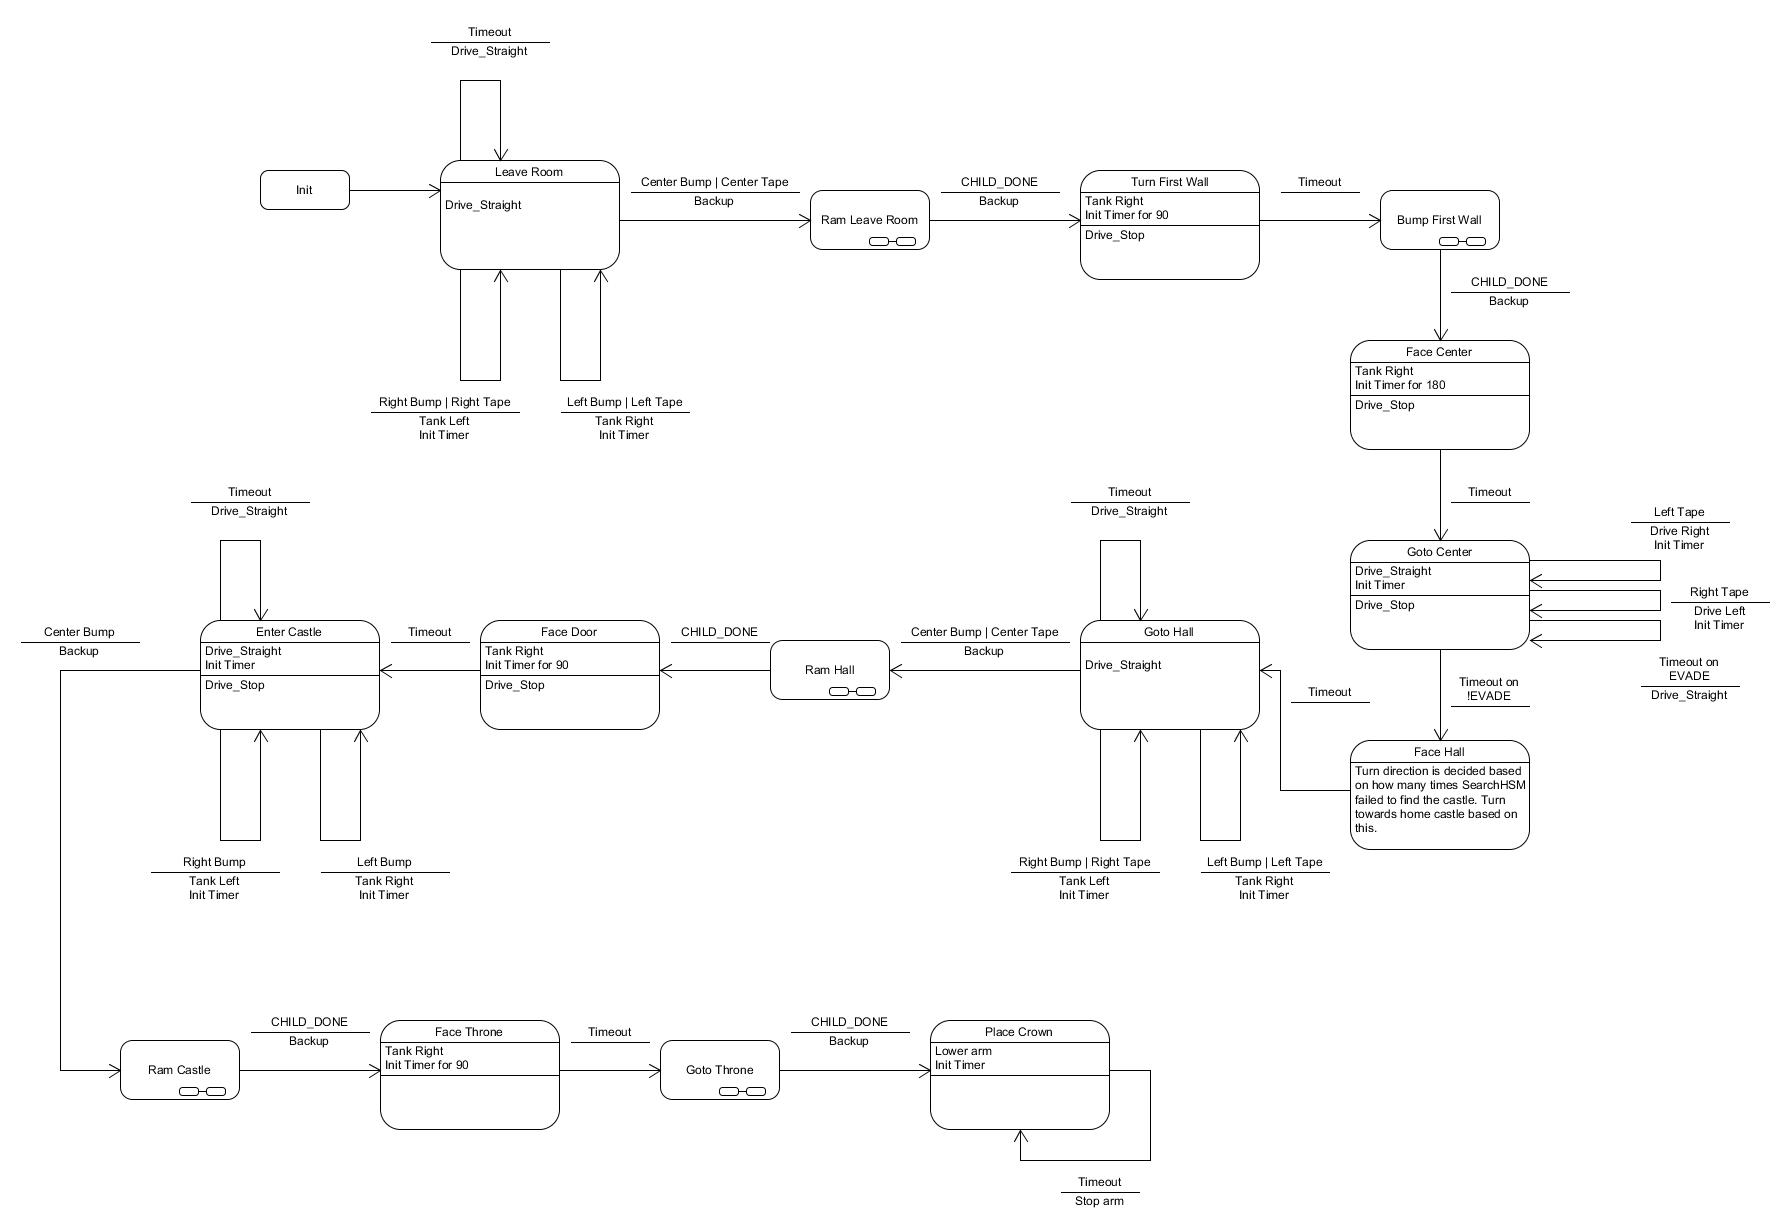 Timeout
Drive_Straight
Init
Leave Room
Drive_Straight
Center Bump | Center Tape
Backup
Ram Leave Room
CHILD_DONE
Backup
Turn First Wall
Tank Right
Init Timer for 90
Drive_Stop
Timeout
Bump First Wall
Right Bump | Right Tape
Tank Left
Init Timer
Left Bump | Left Tape
Tank Right
Init Timer
CHILD_DONE
Backup
Face Center
Tank Right
Init Timer for 180
Drive_Stop
Timeout
Goto Center
Drive_Straight
Init Timer
Drive_Stop
Left Tape
Drive Right
Init Timer
Right Tape
Drive Left
Init Timer
Timeout on
EVADE
Drive_Straight
Timeout on
!EVADE
Face Hall
Turn direction is decided based
on how many times SearchHSM
failed to find the castle. Turn
towards home castle based on
this.
Timeout
Timeout
Drive_Straight
Goto Hall
Drive_Straight
Right Bump | Right Tape
Tank Left
Init Timer
Left Bump | Left Tape
Tank Right
Init Timer
Center Bump | Center Tape
Backup
Ram Hall
CHILD_DONE
Face Door
Tank Right
Init Timer for 90
Drive_Stop
Timeout
Timeout
Drive_Straight
Enter Castle
Drive_Straight
Init Timer
Drive_Stop
Right Bump
Tank Left
Init Timer
Left Bump
Tank Right
Init Timer
Center Bump
Backup
Ram Castle
CHILD_DONE
Backup
Face Throne
Tank Right
Init Timer for 90
Timeout
Goto Throne
CHILD_DONE
Backup
Place Crown
Lower arm
Init Timer
Timeout
Stop arm